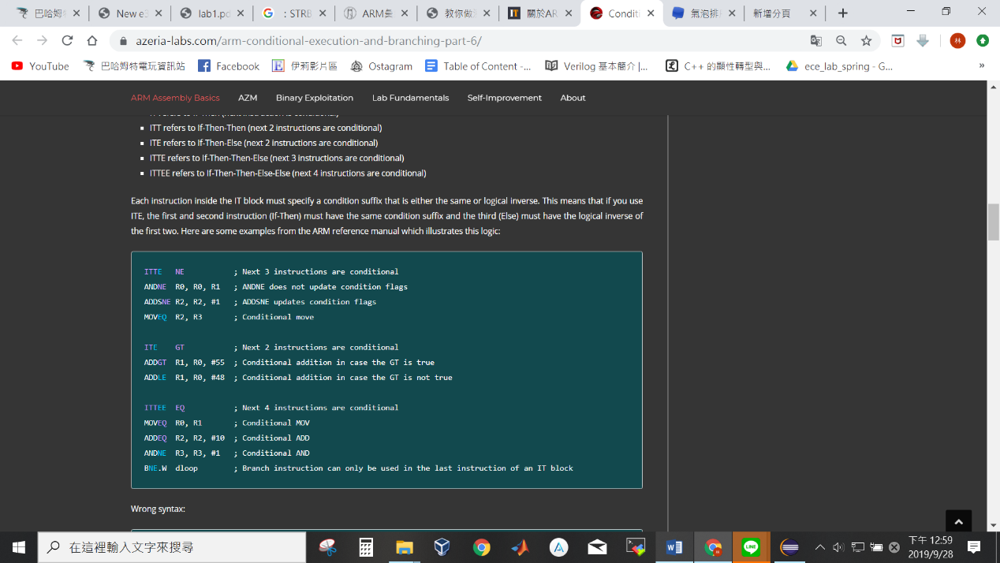 巴哈姆
New e3
lab1.pd
: STRB
ARM彙
教你做
關於AR
Conditi
氣泡排
新增分頁
azeria-labs.com/arm-conditional-execution-and-branching-part-6/
林
YouTube
巴哈姆特電玩資訊站
Facebook
伊莉影片區
Ostagram
Table of Content -...
Verilog 基本簡介 |...
C++ 的顯性轉型與...
ece_lab_spring - G...
»
ARM Assembly Basics
AZM
Binary Exploitation
Lab Fundamentals
Self-Improvement
About
ITT refers to If-Then-Then (next 2 instructions are conditional)
ITE refers to If-Then-Else (next 2 instructions are conditional)
ITTE refers to If-Then-Then-Else (next 3 instructions are conditional)
ITTEE refers to If-Then-Then-Else-Else (next 4 instructions are conditional)
Each instruction inside the IT block must specify a condition suffix that is either the same or logical inverse. This means that if you use
ITE, the first and second instruction (If-Then) must have the same condition suffix and the third (Else) must have the logical inverse of
the first two. Here are some examples from the ARM reference manual which illustrates this logic:
ITTE NE ; Next 3 instructions are conditional
ANDNE R0, R0, R1 ; ANDNE does not update condition flags
ADDSNE R2, R2, #1 ; ADDSNE updates condition flags
MOVEQ R2, R3 ; Conditional move
ITE GT ; Next 2 instructions are conditional
ADDGT R1, R0, #55 ; Conditional addition in case the GT is true
ADDLE R1, R0, #48 ; Conditional addition in case the GT is not true
ITTEE EQ ; Next 4 instructions are conditional
MOVEQ R0, R1 ; Conditional MOV
ADDEQ R2, R2, #10 ; Conditional ADD
ANDNE R3, R3, #1 ; Conditional AND
BNE.W dloop ; Branch instruction can only be used in the last instruction of an IT block
Wrong syntax:
在這裡輸入文字來搜尋
下午 12:59
2019/9/28